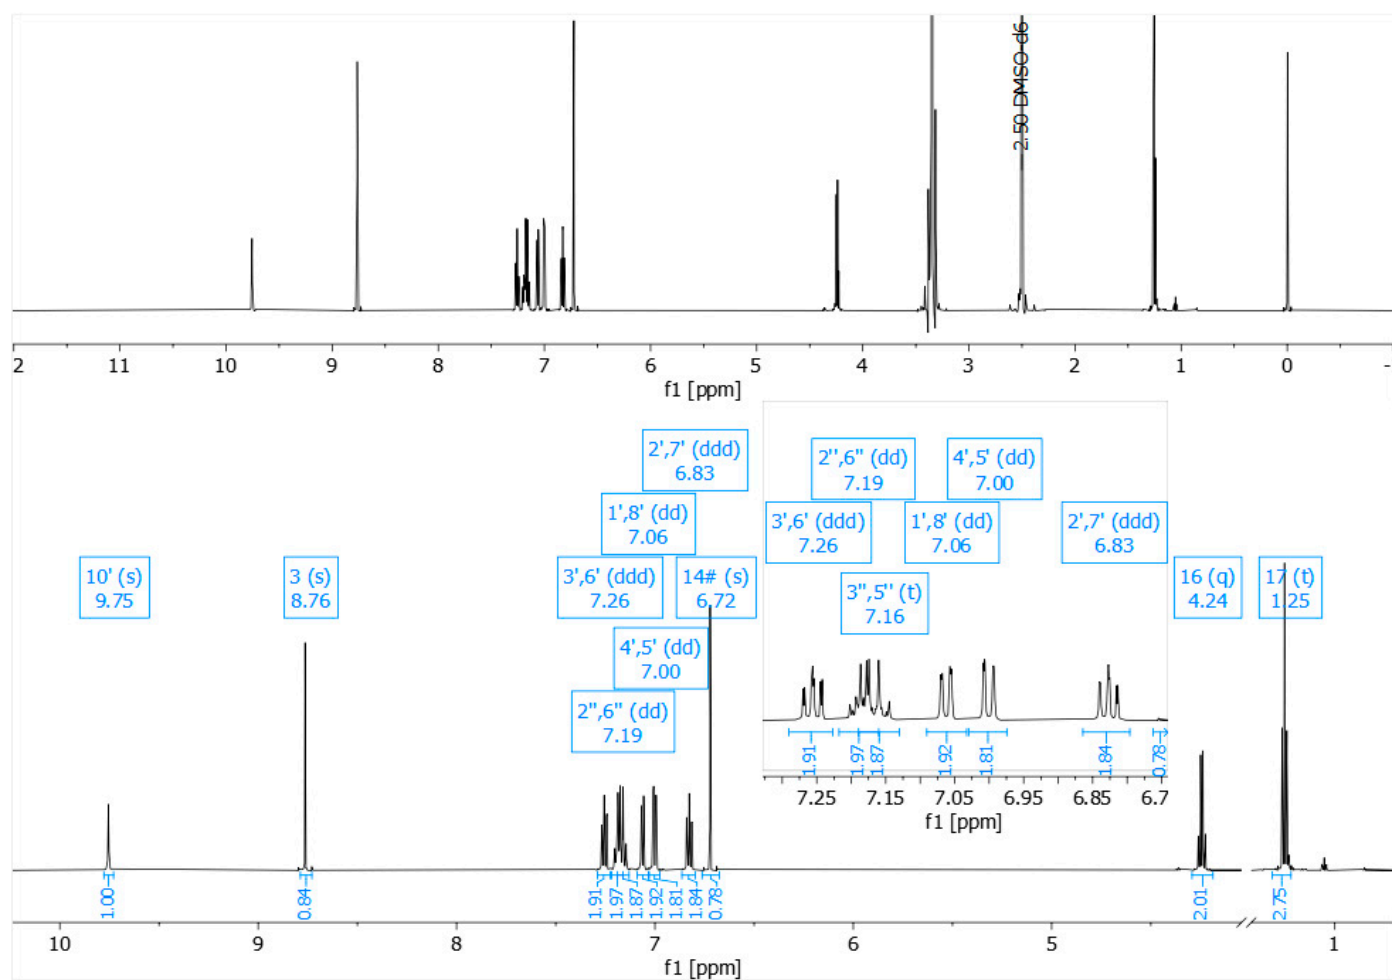 2.50 DMSO-d6
2 11 10 9 8 7 6 5 4 3 2 1 0 -
f1 [ppm]
2',7' (ddd)
6.83
1',8' (dd)
7.06
10' (s)
9.75
3 (s)
8.76
3',6' (ddd)
7.26
14# (s)
6.72
4',5' (dd)
7.00
2'',6'' (dd)
7.19
2'',6'' (dd)
7.19
4',5' (dd)
7.00
3',6' (ddd)
7.26
1',8' (dd)
7.06
2',7' (ddd)
6.83
3'',5'' (t)
7.16
1.91 1.97 1.87 1.92 1.81 1.84 0.78
7.25 7.15 7.05 6.95 6.85 6.7
f1 [ppm]
16 (q)
4.24
17 (t)
1.25
1.00 0.84 1.91 1.97 1.87 1.92 1.81 1.84 0.78 2.01 2.75
10 9 8 7 6 5 1
f1 [ppm]